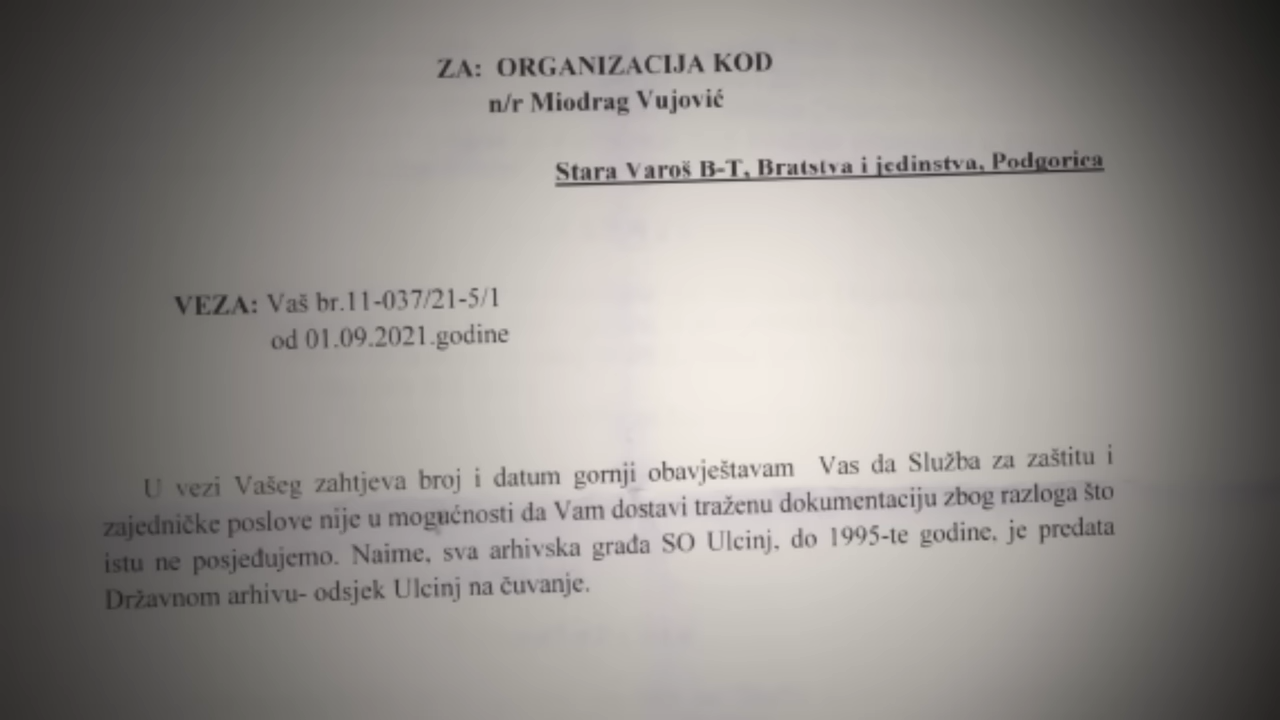 ZA: ORGANIZACIJA KOD
n/r Miodrag Vujović
Stara Varoš B-T, Bratstva i jedinstva, Podgorica
VEZA: Vaš br.11-037/21-5/1
od 01.09.2021.godine
U vezi Vašeg zahtjeva broj i datum gornji obavještavam Vas da Služba za zaštitu i
zajedničke poslove nije u mogućnosti da Vam dostavi traženu dokumentaciju zbog razloga što
istu ne posjeđujemo. Naime, sva arhivska građa SO Ulcinj, do 1995-te godine, je predata
Državnom arhivu- odsjek Ulcinj na čuvanje.